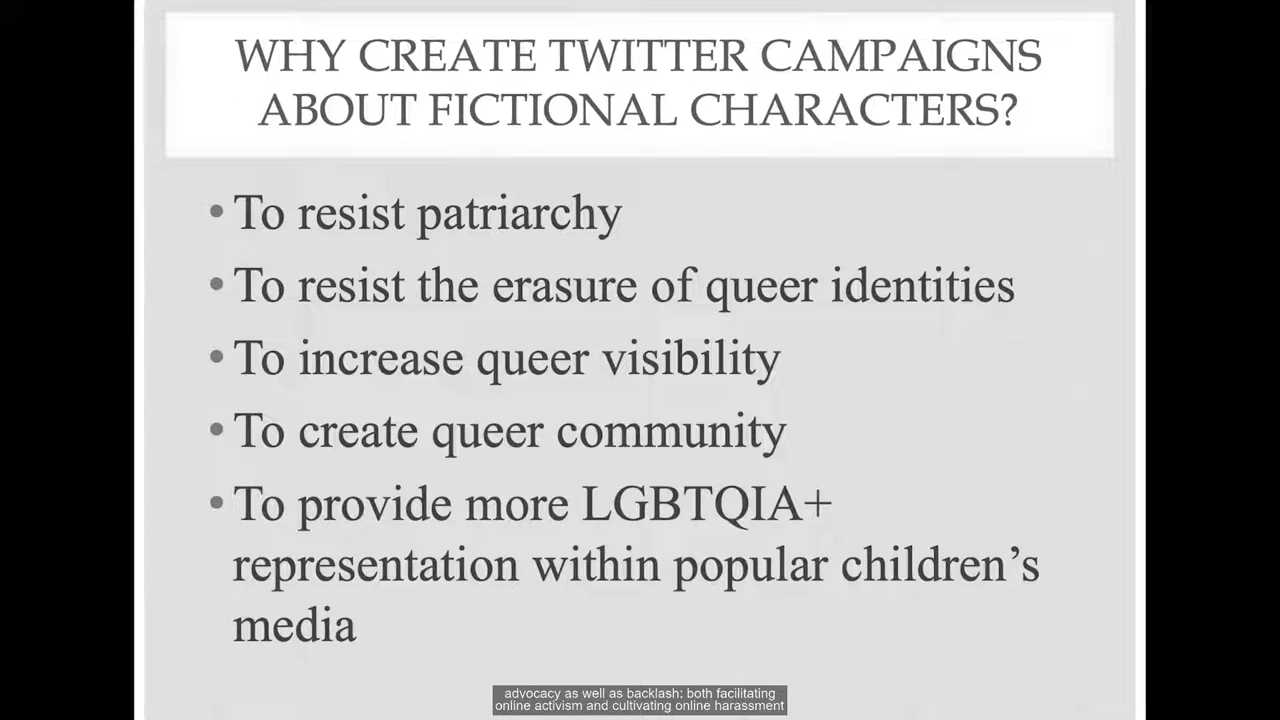 WHY CREATE TWITTER CAMPAIGNS
ABOUT FICTIONAL CHARACTERS?
• To resist patriarchy
• To resist the erasure of queer identities
• To increase queer visibility
• To create queer community
• To provide more LGBTQIA+
representation within popular children’s
media
advocacy as well as backlash: both facilitating
online activism and cultivating online harassment